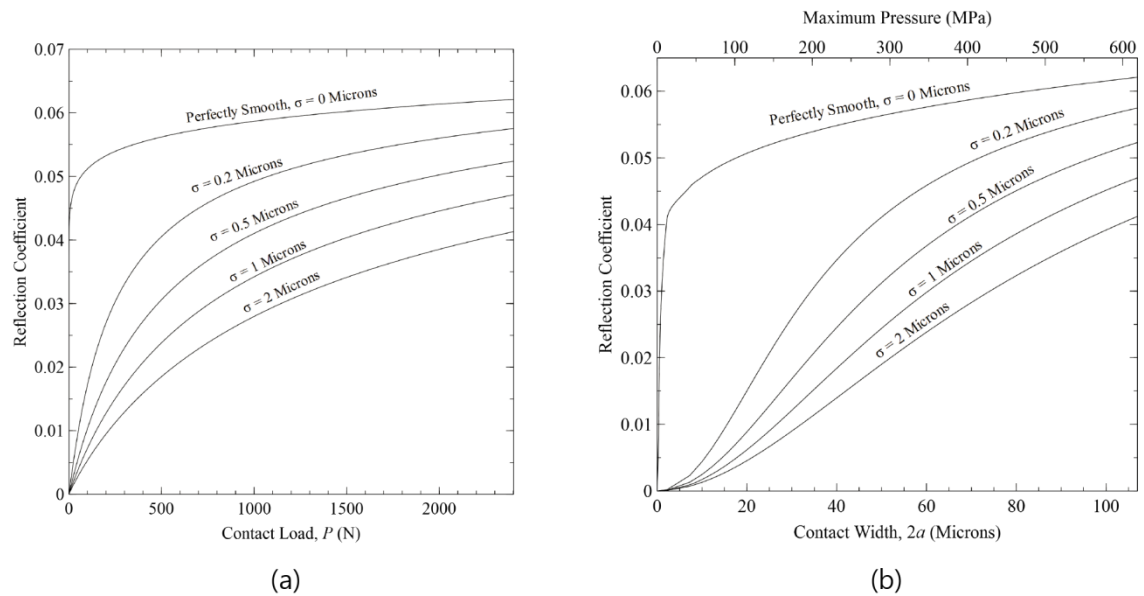 0.07
0.06
0.05
0.04
0.03
0.02
0.01
0
Reflection Coefficient
Perfectly Smooth, σ = 0 Microns
σ = 0.2 Microns
σ = 0.5 Microns
σ = 1 Microns
σ = 2 Microns
0 500 1000 1500 2000
Contact Load, P (N)
(a)
Maximum Pressure (MPa)
0 100 200 300 400 500 600
0.06
0.05
0.04
0.03
0.02
0.01
0
Reflection Coefficient
Perfectly Smooth, σ = 0 Microns
σ = 0.2 Microns
σ = 0.5 Microns
σ = 1 Microns
σ = 2 Microns
0 20 40 60 80 100
Contact Width, 2a (Microns)
(b)